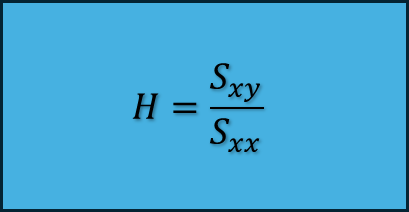 H = S_xy / S_xx